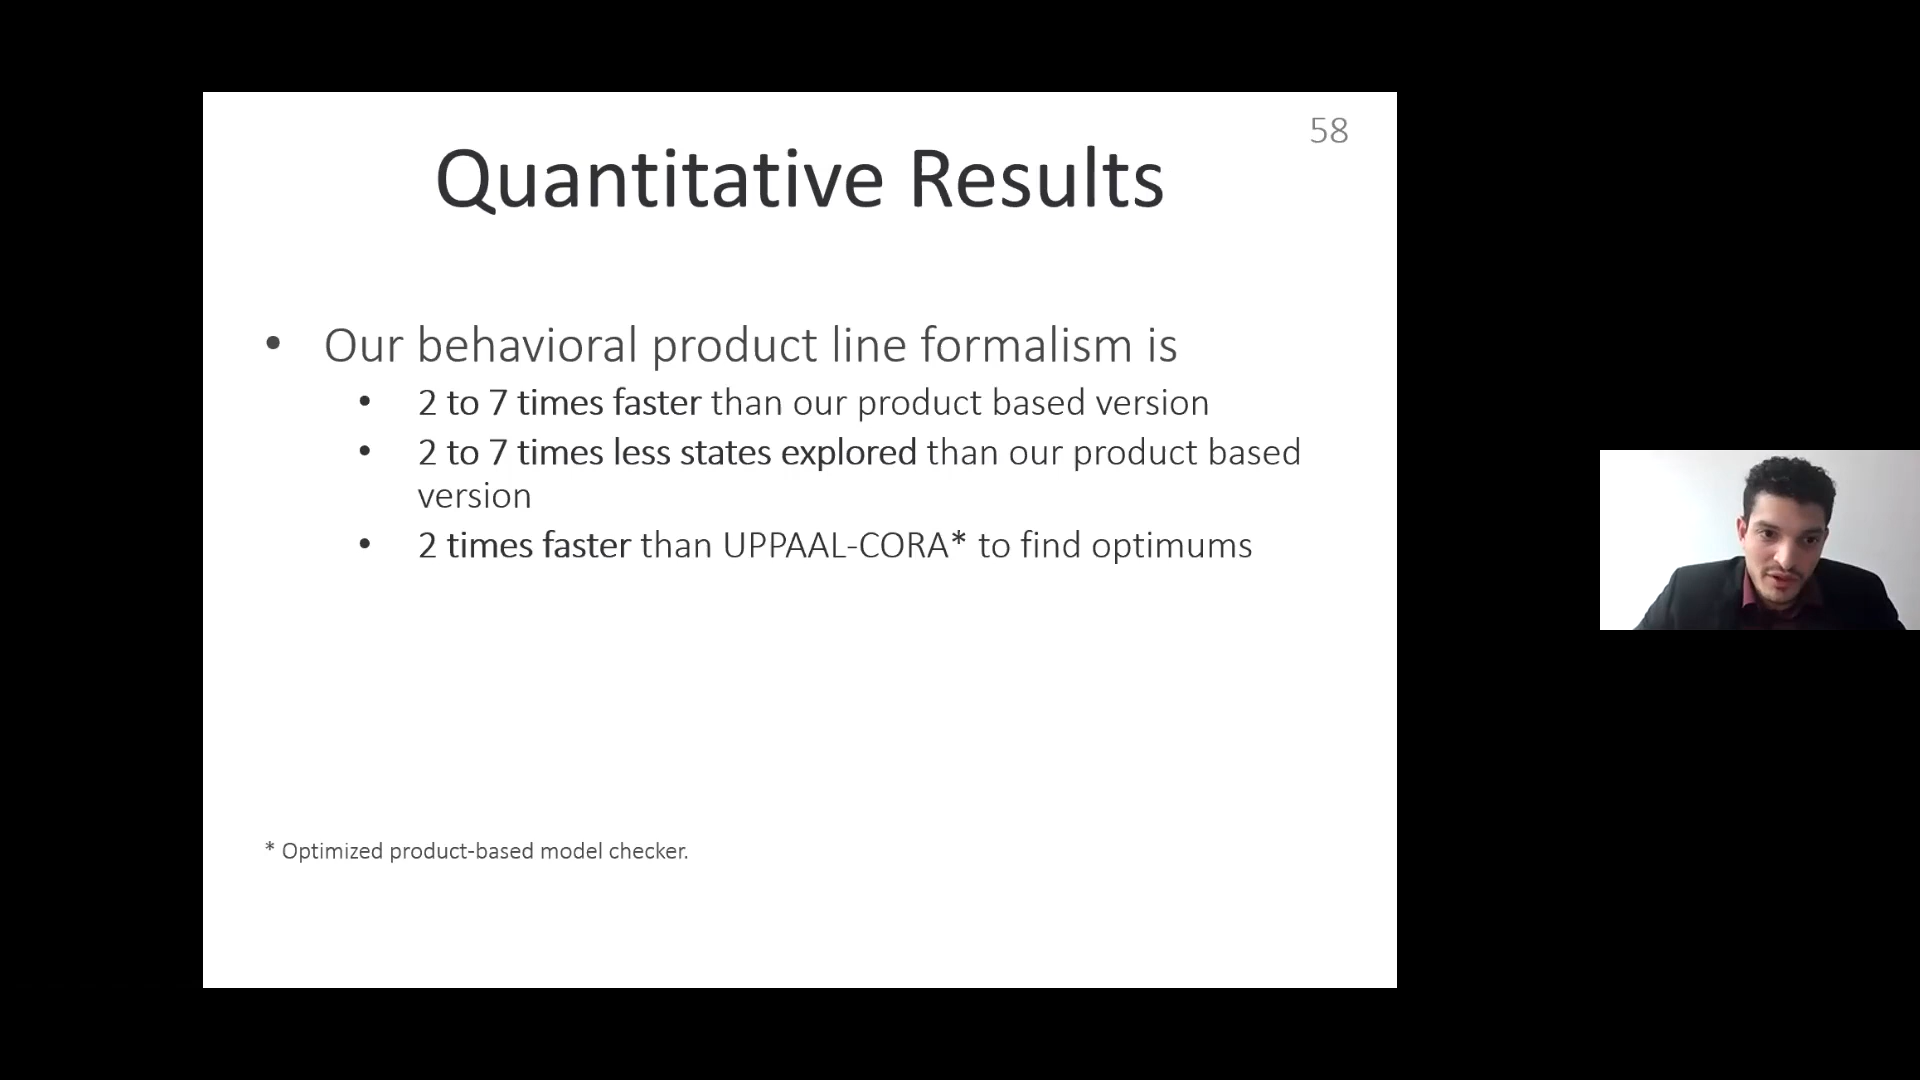 58
Quantitative Results
• Our behavioral product line formalism is
• 2 to 7 times faster than our product based version
• 2 to 7 times less states explored than our product based
version
• 2 times faster than UPPAAL-CORA* to find optimums
* Optimized product-based model checker.